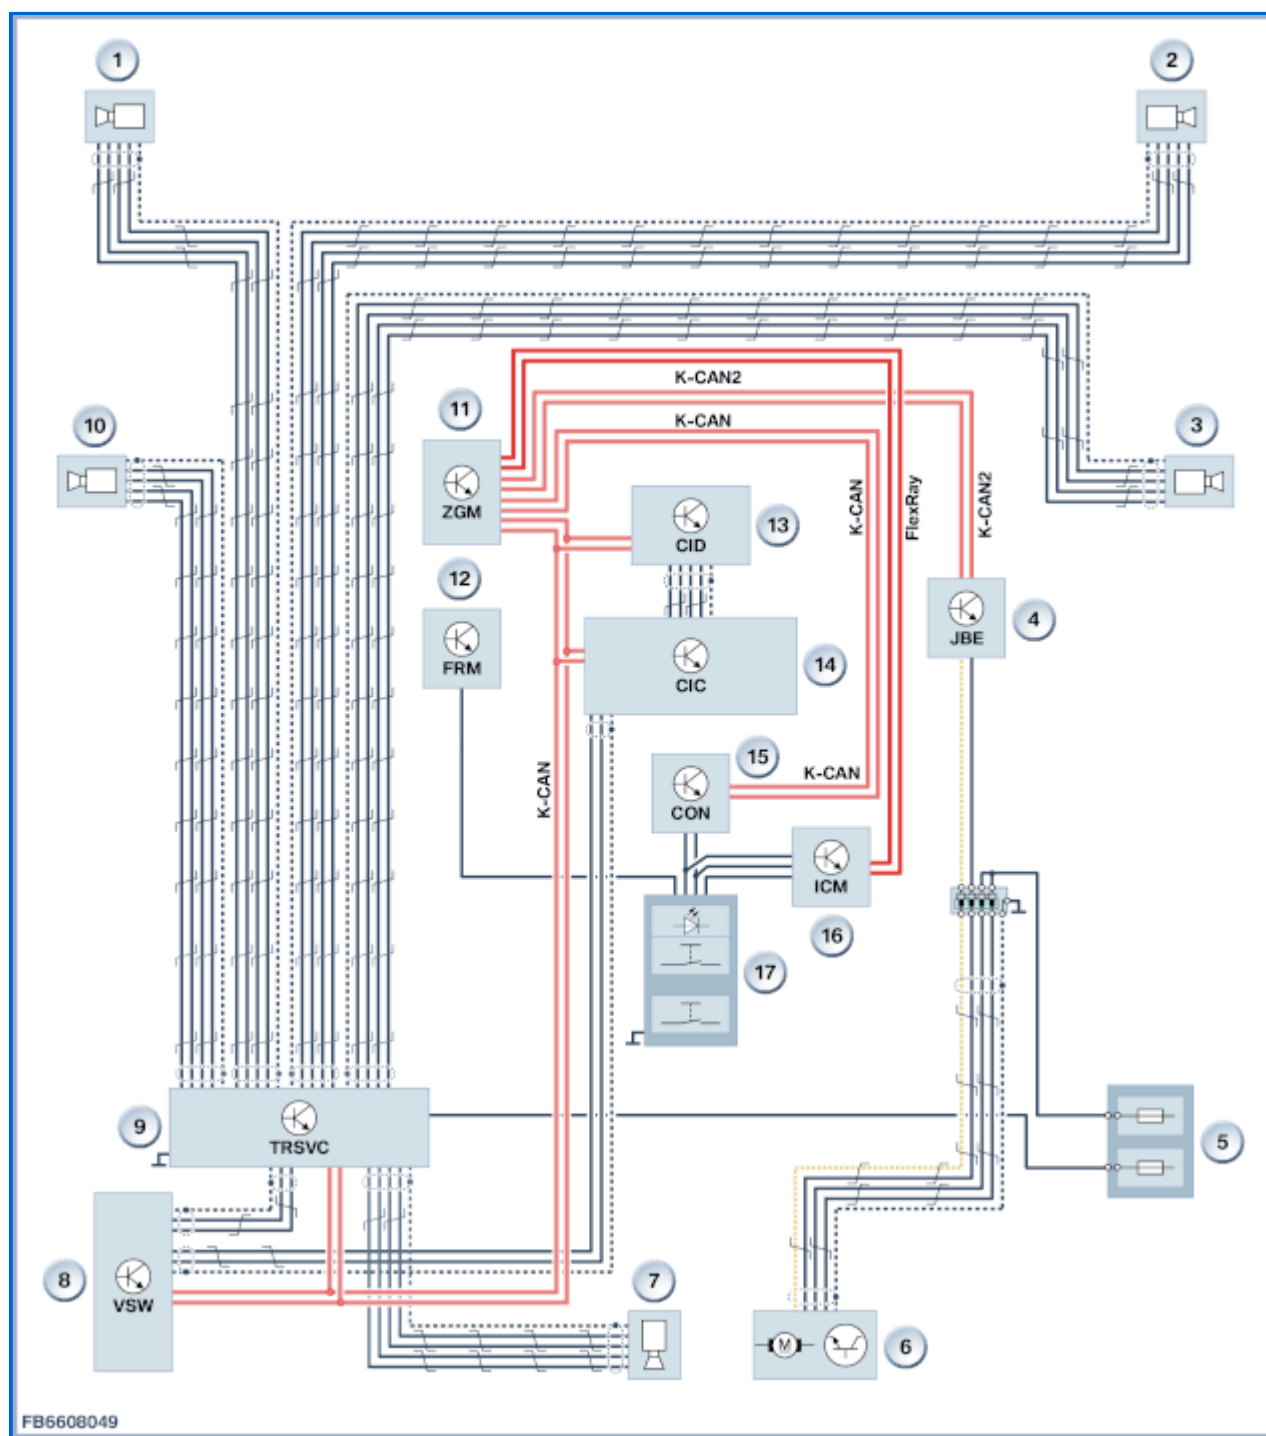 1
2
K-CAN2
11
K-CAN
10
3
ZGM
13
CID
K-CAN
FlexRay
K-CAN2
12
4
FRM
14
CIC
JBE
15
K-CAN
K-CAN
CON
ICM
16
17
9
TRSVC
5
8
VSW
7
6
M
FB6608049